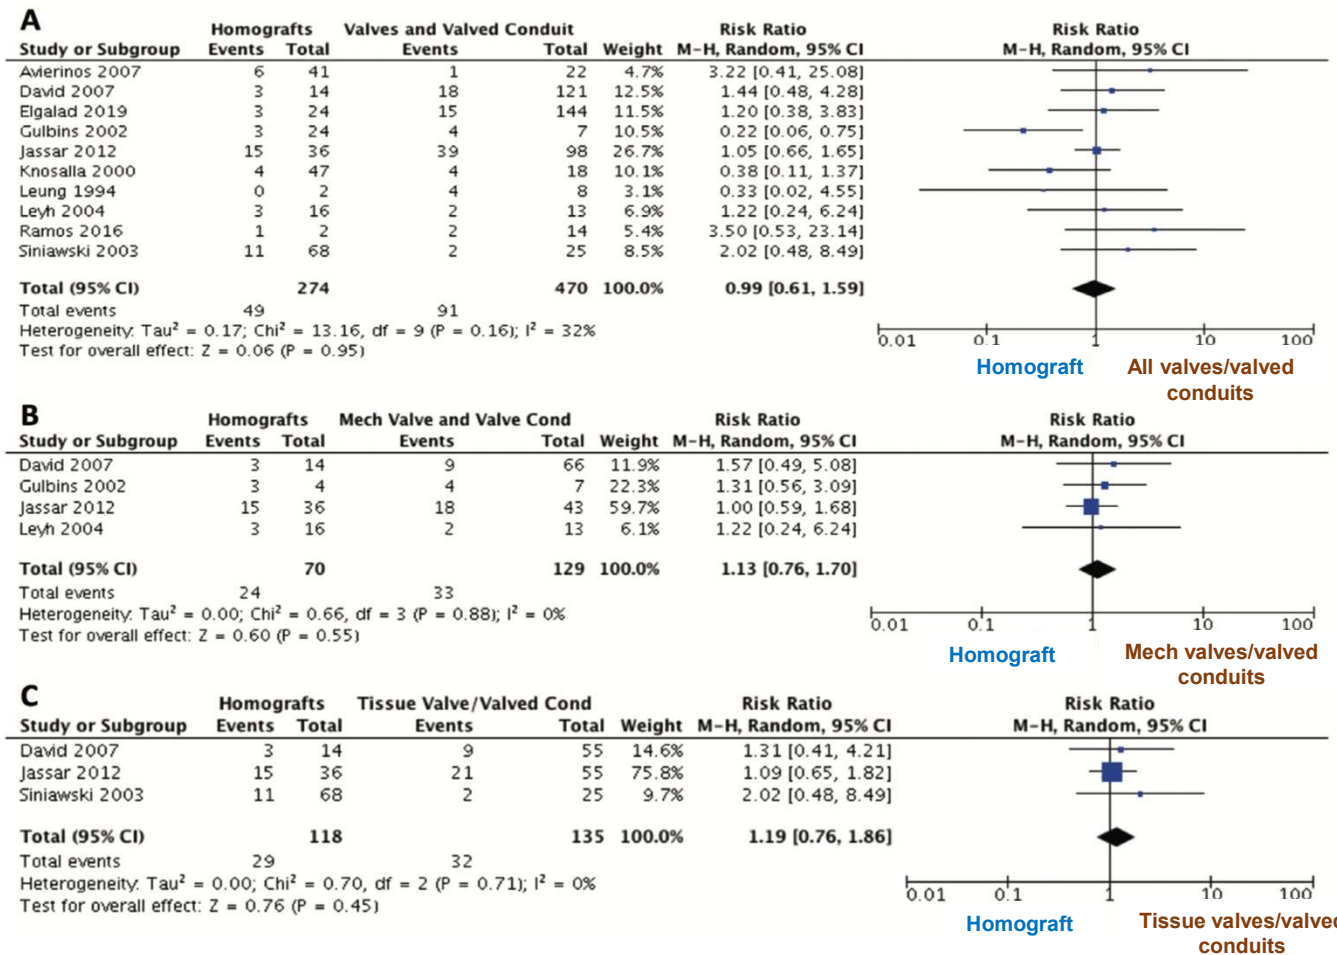 A
Homografts Valves and Valved Conduit Risk Ratio Risk Ratio
Study or Subgroup Events Total Events Total Weight M-H, Random, 95% CI M-H, Random, 95% CI
Avierinos 2007 6 41 1 22 4.7% 3.22 [0.41, 25.08]
David 2007 3 14 18 121 12.5% 1.44 [0.48, 4.28]
Elgalad 2019 3 24 15 144 11.5% 1.20 [0.38, 3.83]
Gulbins 2002 3 24 4 7 10.5% 0.22 [0.06, 0.75]
Jassar 2012 15 36 39 98 26.7% 1.05 [0.66, 1.65]
Knosalla 2000 4 47 4 18 10.1% 0.38 [0.11, 1.37]
Leung 1994 0 2 4 8 3.1% 0.33 [0.02, 4.55]
Leyh 2004 3 16 2 13 6.9% 1.22 [0.24, 6.24]
Ramos 2016 1 2 2 14 5.4% 3.50 [0.53, 23.14]
Siniawski 2003 11 68 2 25 8.5% 2.02 [0.48, 8.49]
Total (95% CI) 274 470 100.0% 0.99 [0.61, 1.59]
Total events 49 91
Heterogeneity: Tau² = 0.17; Chi² = 13.16, df = 9 (P = 0.16); I² = 32%
Test for overall effect: Z = 0.06 (P = 0.95)
0.01 0.1 1 10 100
Homograft All valves/valved
conduits
B
Homografts Mech Valve and Valve Cond Risk Ratio Risk Ratio
Study or Subgroup Events Total Events Total Weight M-H, Random, 95% CI M-H, Random, 95% CI
David 2007 3 14 9 66 11.9% 1.57 [0.49, 5.08]
Gulbins 2002 3 4 4 7 22.3% 1.31 [0.56, 3.09]
Jassar 2012 15 36 18 43 59.7% 1.00 [0.59, 1.68]
Leyh 2004 3 16 2 13 6.1% 1.22 [0.24, 6.24]
Total (95% CI) 70 129 100.0% 1.13 [0.76, 1.70]
Total events 24 33
Heterogeneity: Tau² = 0.00; Chi² = 0.66, df = 3 (P = 0.88); I² = 0%
Test for overall effect: Z = 0.60 (P = 0.55)
0.01 0.1 1 10 100
Homograft Mech valves/valved
conduits
C
Homografts Tissue Valve/Valved Cond Risk Ratio Risk Ratio
Study or Subgroup Events Total Events Total Weight M-H, Random, 95% CI M-H, Random, 95% CI
David 2007 3 14 9 55 14.6% 1.31 [0.41, 4.21]
Jassar 2012 15 36 21 55 75.8% 1.09 [0.65, 1.82]
Siniawski 2003 11 68 2 25 9.7% 2.02 [0.48, 8.49]
Total (95% CI) 118 135 100.0% 1.19 [0.76, 1.86]
Total events 29 32
Heterogeneity: Tau² = 0.00; Chi² = 0.70, df = 2 (P = 0.71); I² = 0%
Test for overall effect: Z = 0.76 (P = 0.45)
0.01 0.1 1 10 100
Homograft Tissue valves/valved
conduits